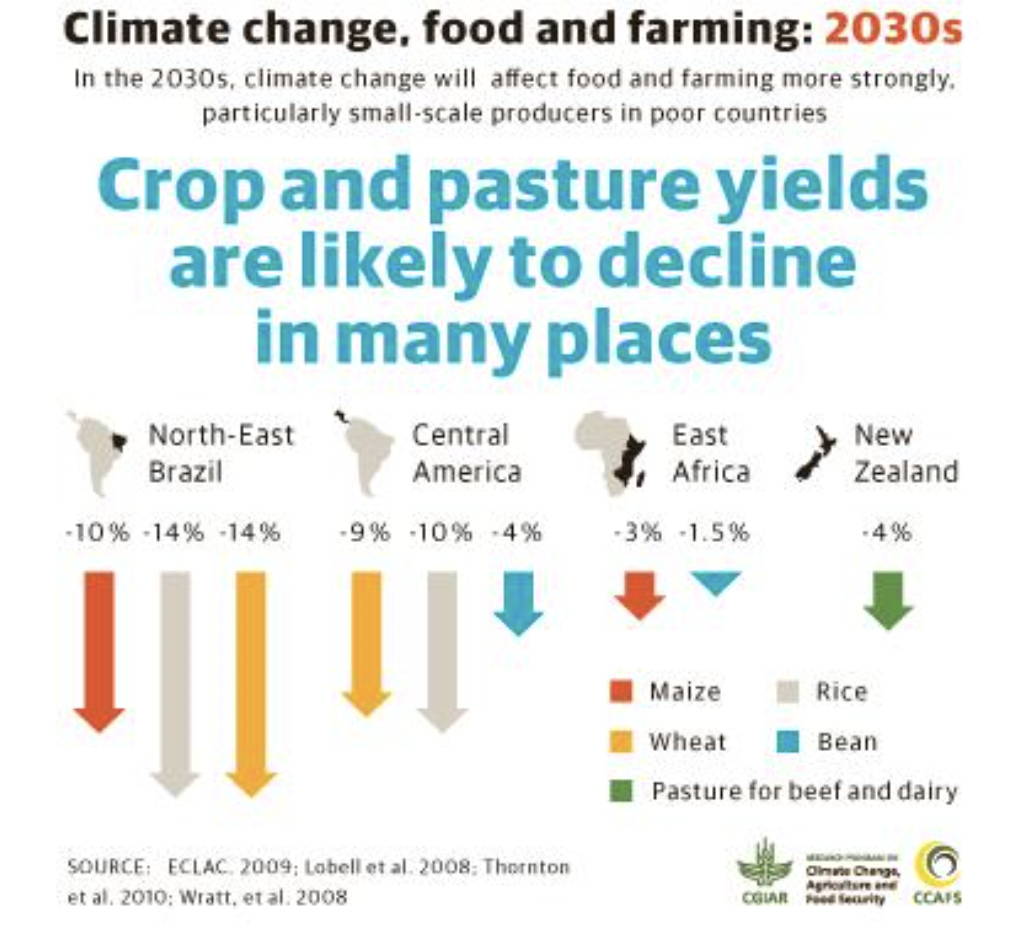 Climate change, food and farming: 2030s
In the 2030s, climate change will affect food and farming more strongly,
particularly small-scale producers in poor countries
Crop and pasture yields
are likely to decline
in many places
North-East
Brazil
Central
America
East
Africa
New
Zealand
-10% -14% -14%
-9% -10% -4%
-3% -1.5%
-4%
Maize
Rice
Wheat
Bean
Pasture for beef and dairy
SOURCE: ECLAC. 2009; Lobell et al. 2008; Thornton
et al. 2010; Wratt, et al. 2008
CGIAR
RESEARCH PROGRAM ON
Climate Change,
Agriculture and
Food Security
CCAFS